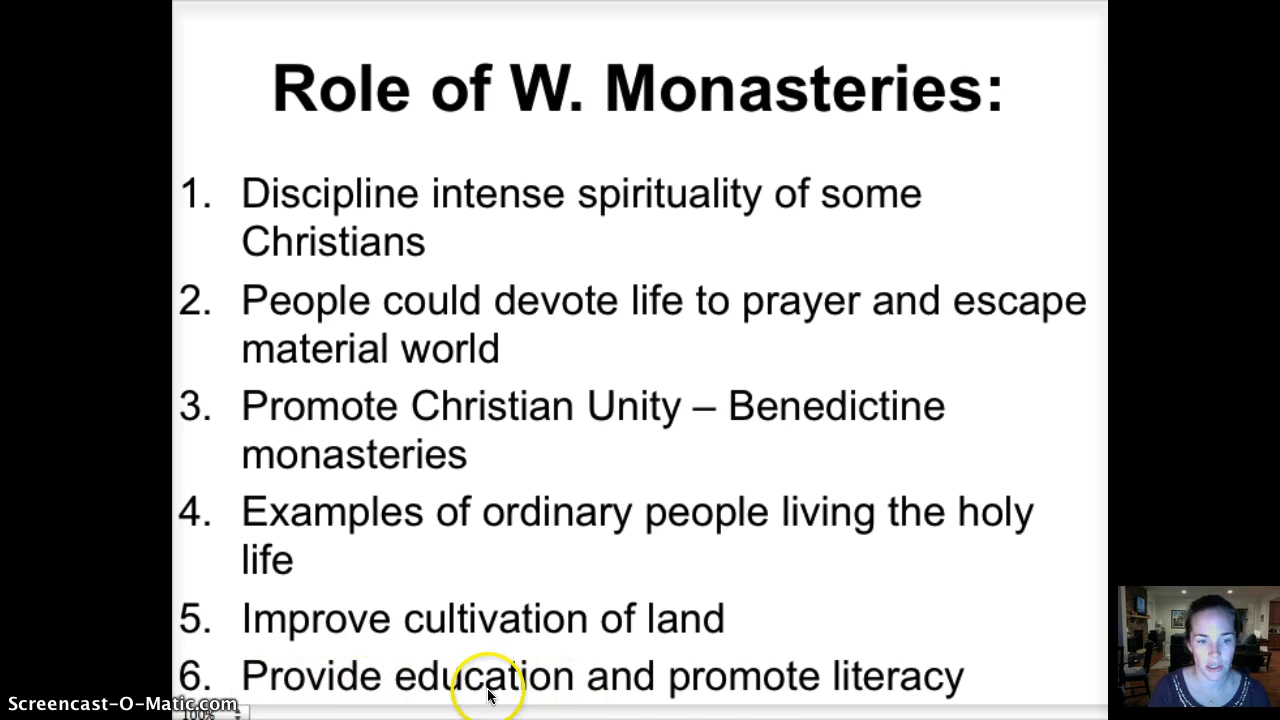 Role of W. Monasteries:
1. Discipline intense spirituality of some
Christians
2. People could devote life to prayer and escape
material world
3. Promote Christian Unity – Benedictine
monasteries
4. Examples of ordinary people living the holy
life
5. Improve cultivation of land
6. Provide education and promote literacy
Screencast-O-Matic.com
100%